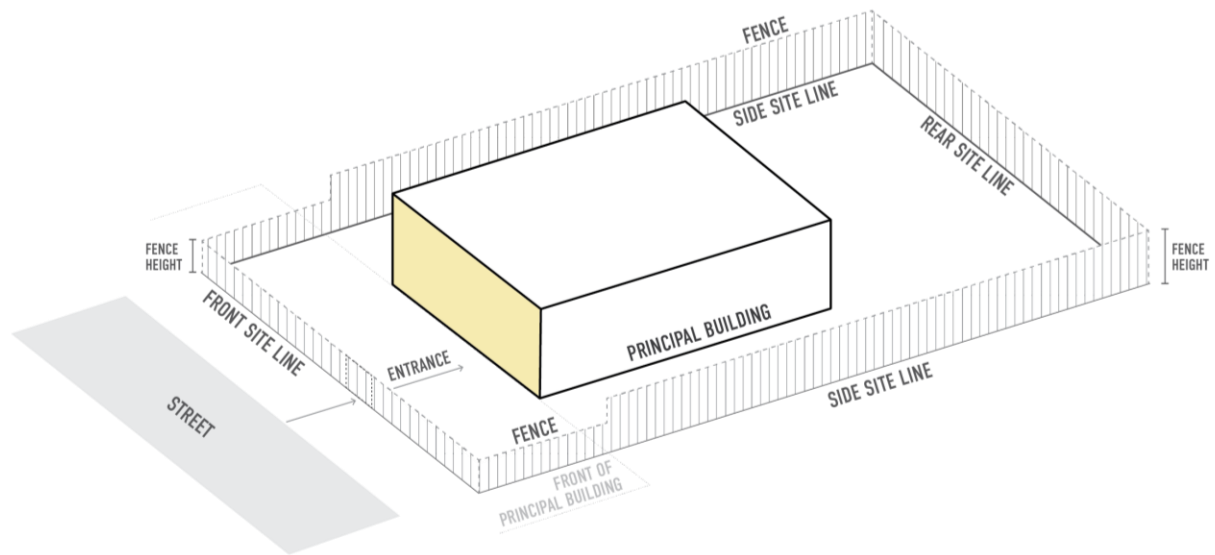 FENCE
SIDE SITE LINE
REAR SITE LINE
FENCE
HEIGHT
FENCE
HEIGHT
FRONT SITE LINE
PRINCIPAL BUILDING
ENTRANCE
SIDE SITE LINE
STREET
FENCE
FRONT OF
PRINCIPAL BUILDING